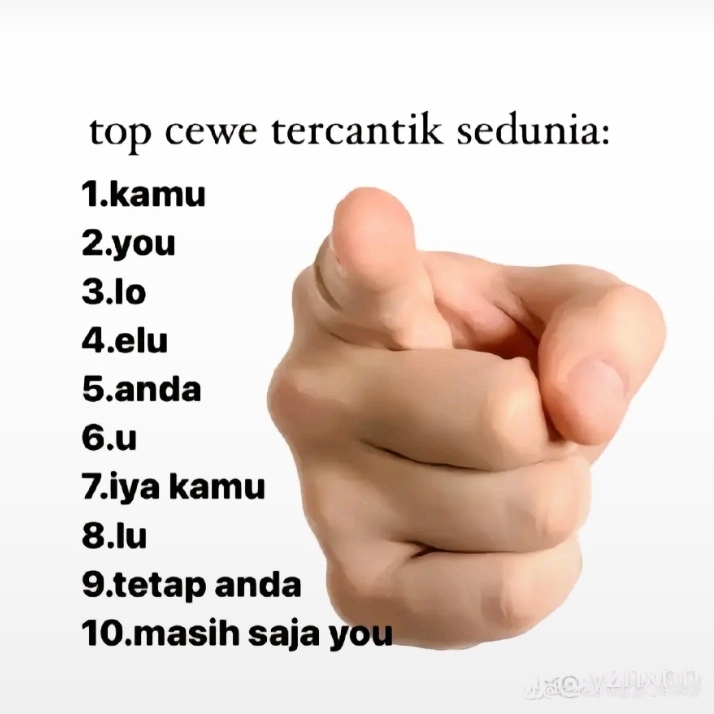 top cewe tercantik sedunia:
1.kamu
2.you
3.lo
4.elu
5.anda
6.u
7.iya kamu
8.lu
9.tetap anda
10.masih saja you